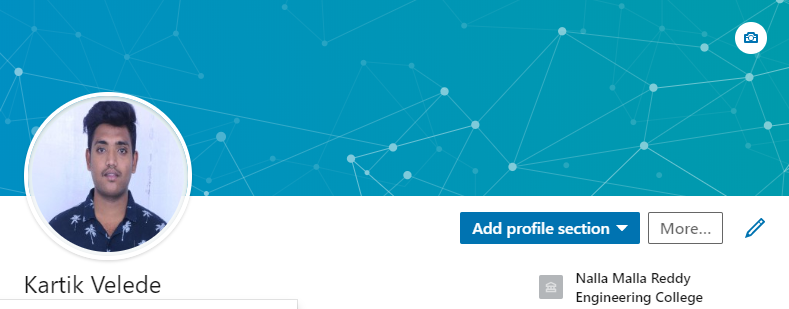 Add profile section
More...
Kartik Velede
Nalla Malla Reddy
Engineering College